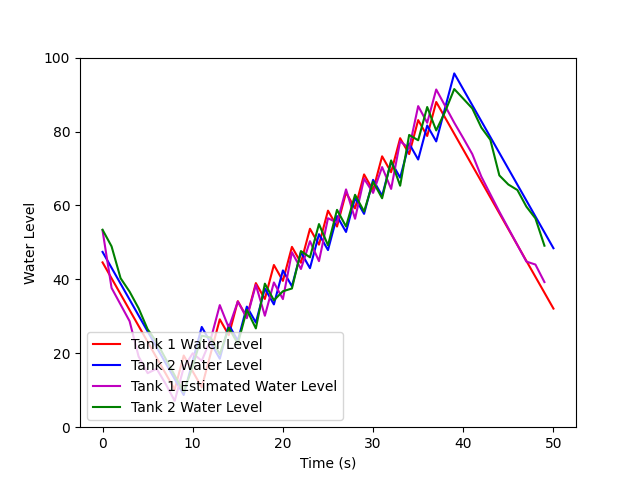 100
80
60
40
20
0
Water Level
Tank 1 Water Level
Tank 2 Water Level
Tank 1 Estimated Water Level
Tank 2 Water Level
0 10 20 30 40 50
Time (s)